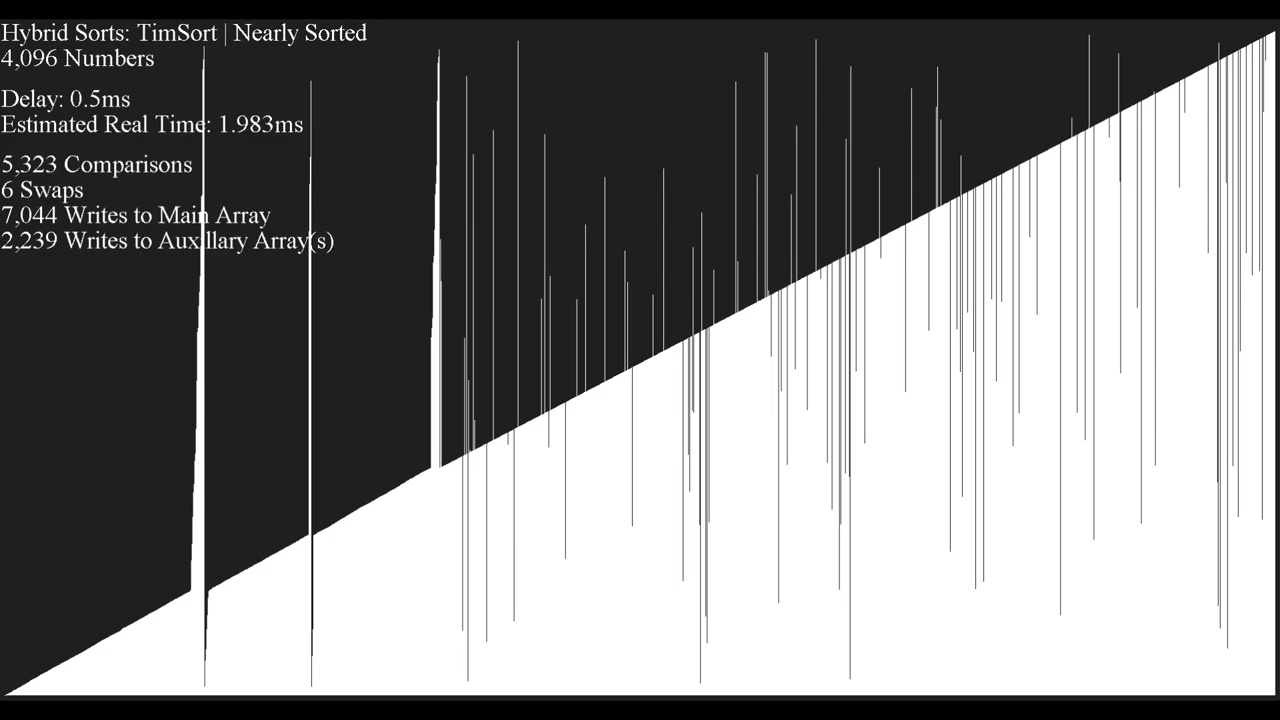 Hybrid Sorts: TimSort | Nearly Sorted
4,096 Numbers
Delay: 0.5ms
Estimated Real Time: 1.983ms
5,323 Comparisons
6 Swaps
7,044 Writes to Main Array
2,239 Writes to Auxillary Array(s)